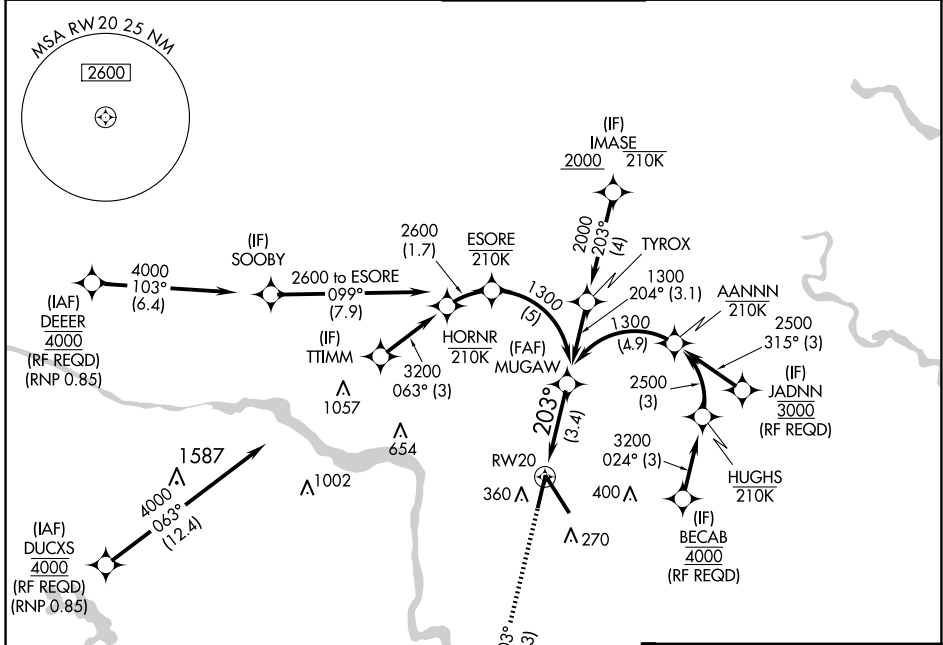 MSA RW20 25 NM
2600
(IF)
IMASE
2000 210K
2000
203°
(4)
TYROX
1300
204° (3.1)
(IF)
SOOBY
2600
(1.7)
ESORE
210K
4000
103°
(6.4)
2600 to ESORE
099°
(7.9)
1300
(5)
AANNN
210K
1300
(4.9)
2500
315° (3)
(IAF)
DEEER
4000
(RF REQD)
(RNP 0.85)
(IF)
TTIMM
HORNR
210K
(FAF)
MUGAW
3200
063° (3)
2500
(3)
(IF)
JADNN
3000
(RF REQD)
1057
654
203°
(3.4)
3200
024° (3)
HUGHS
210K
1587
1002
RW20
360
400
270
(IF)
BECAB
4000
(RF REQD)
4000
063°
(12.4)
(IAF)
DUCXS
4000
(RF REQD)
(RNP 0.85)